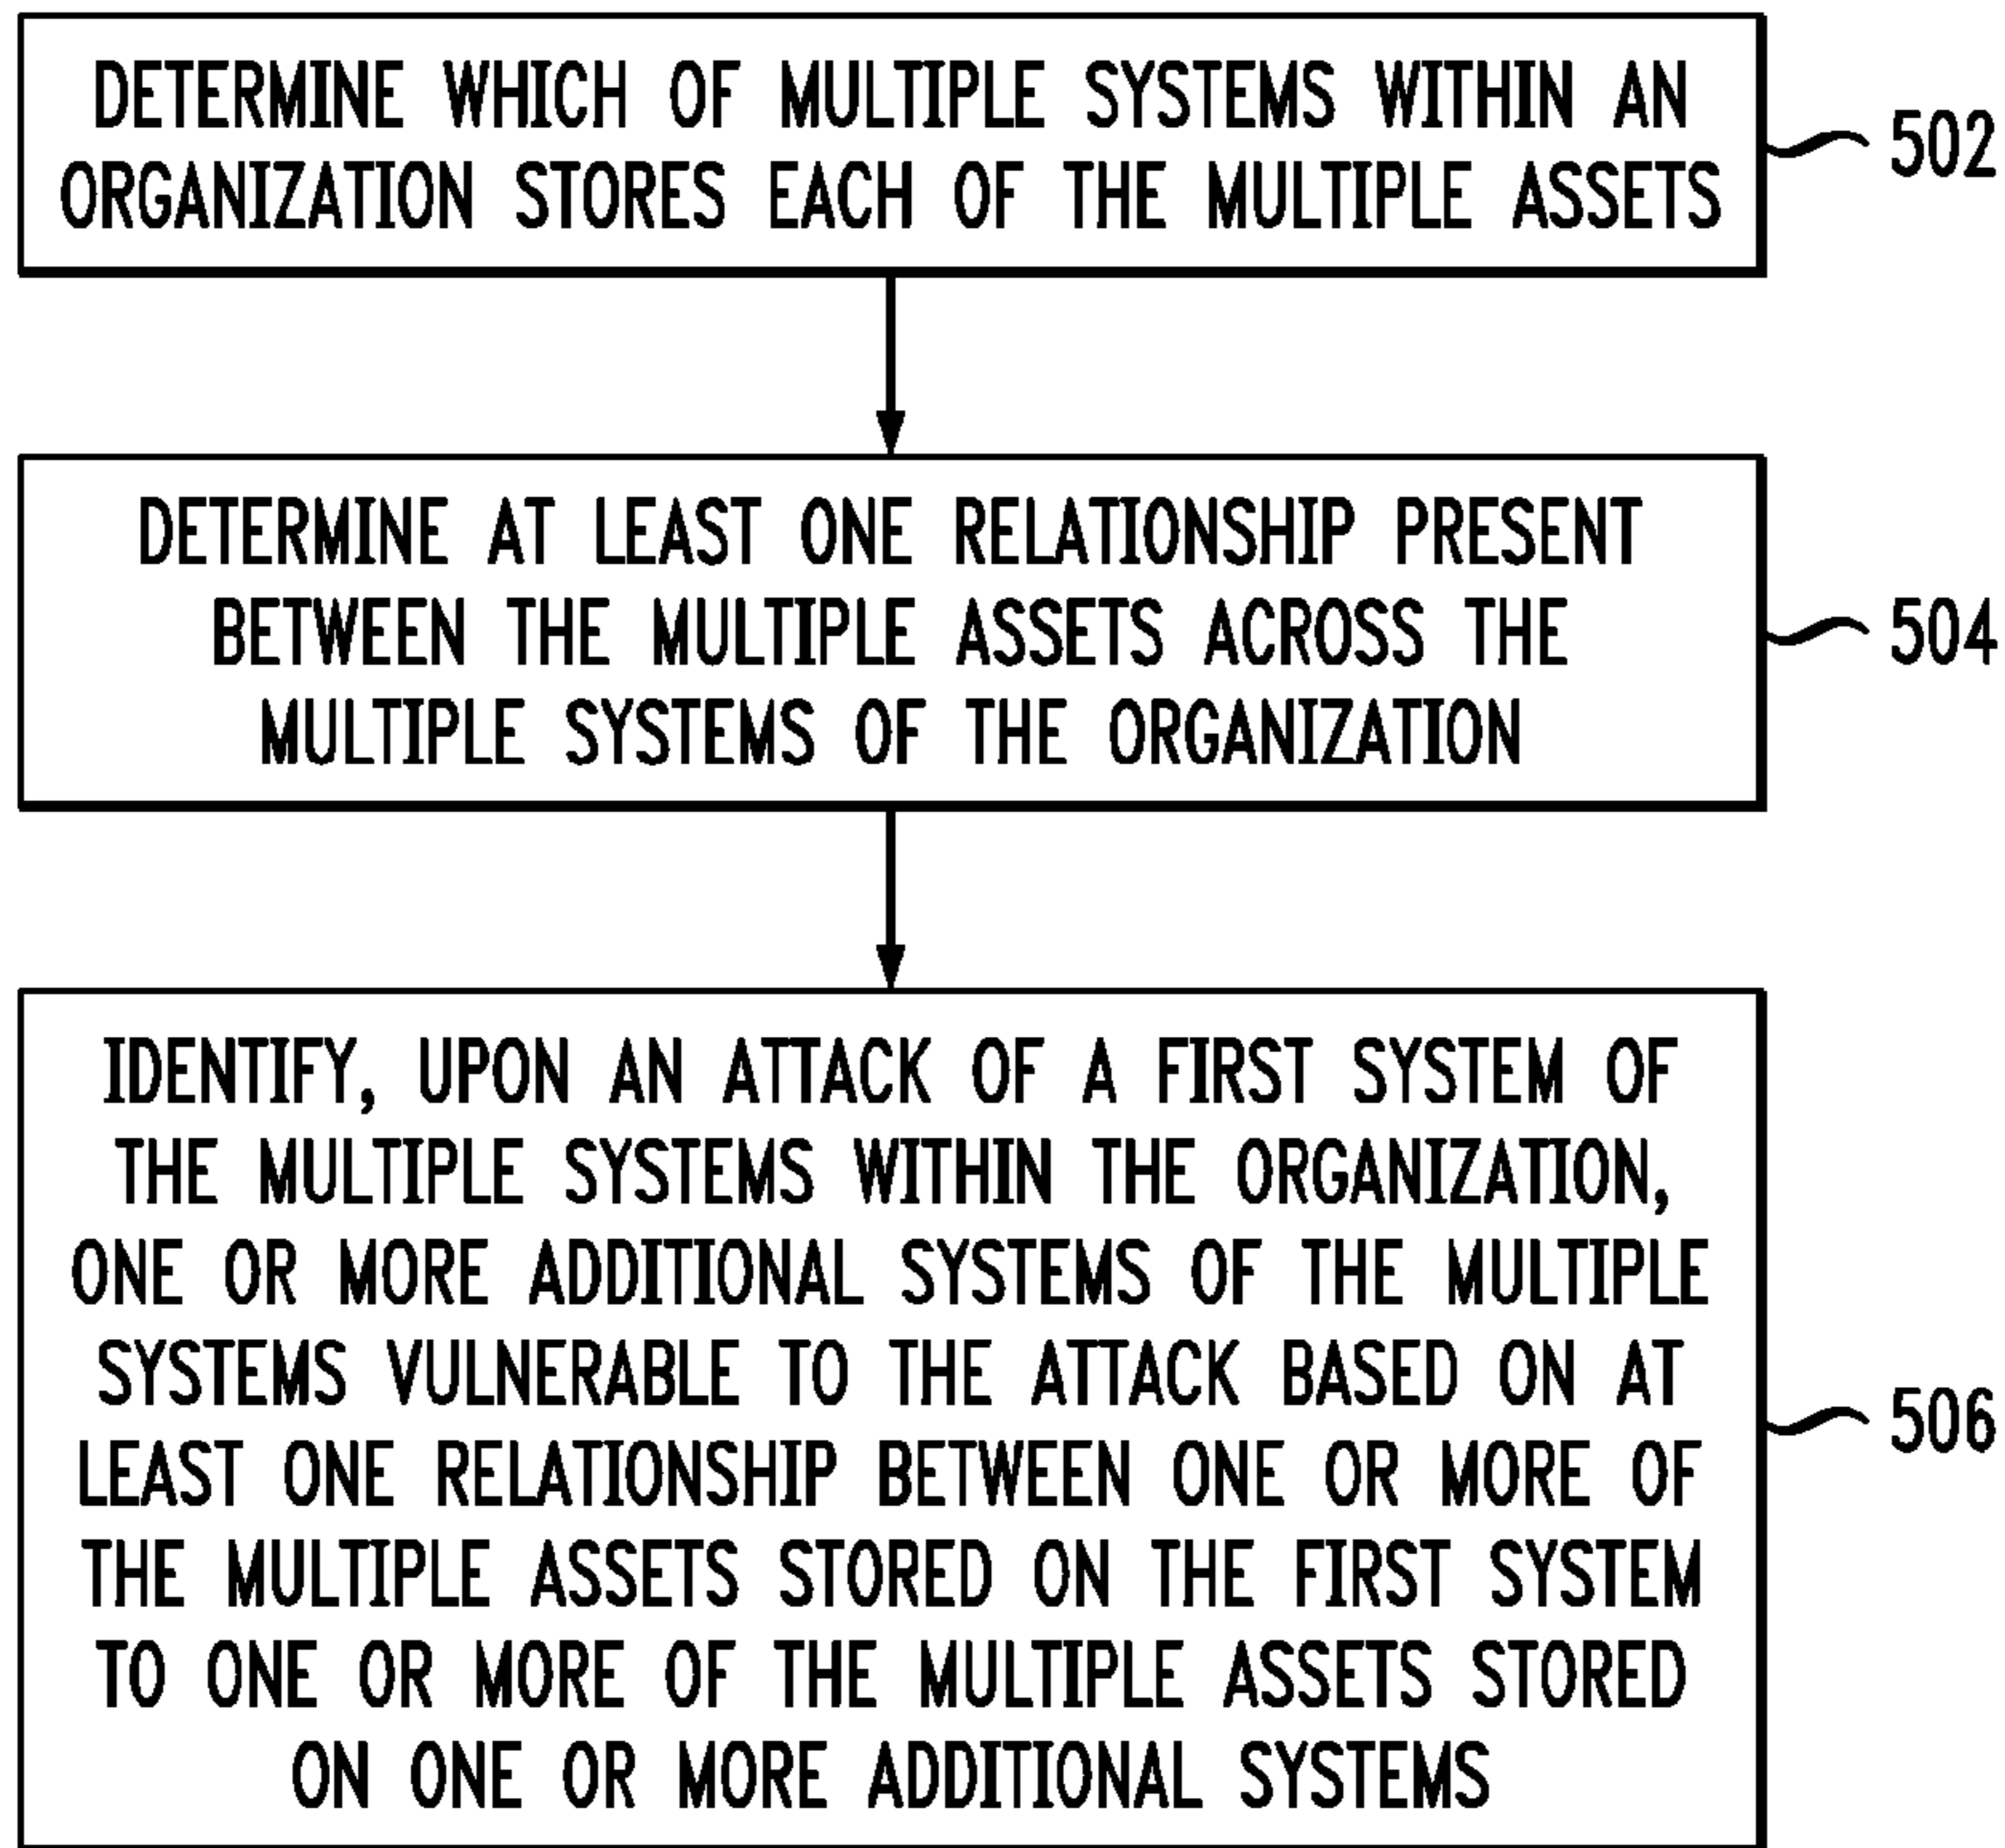 DETERMINE WHICH OF MULTIPLE SYSTEMS WITHIN AN
ORGANIZATION STORES EACH OF THE MULTIPLE ASSETS
502
DETERMINE AT LEAST ONE RELATIONSHIP PRESENT
BETWEEN THE MULTIPLE ASSETS ACROSS THE
MULTIPLE SYSTEMS OF THE ORGANIZATION
504
IDENTIFY, UPON AN ATTACK OF A FIRST SYSTEM OF
THE MULTIPLE SYSTEMS WITHIN THE ORGANIZATION,
ONE OR MORE ADDITIONAL SYSTEMS OF THE MULTIPLE
SYSTEMS VULNERABLE TO THE ATTACK BASED ON AT
LEAST ONE RELATIONSHIP BETWEEN ONE OR MORE OF
THE MULTIPLE ASSETS STORED ON THE FIRST SYSTEM
TO ONE OR MORE OF THE MULTIPLE ASSETS STORED
ON ONE OR MORE ADDITIONAL SYSTEMS
506